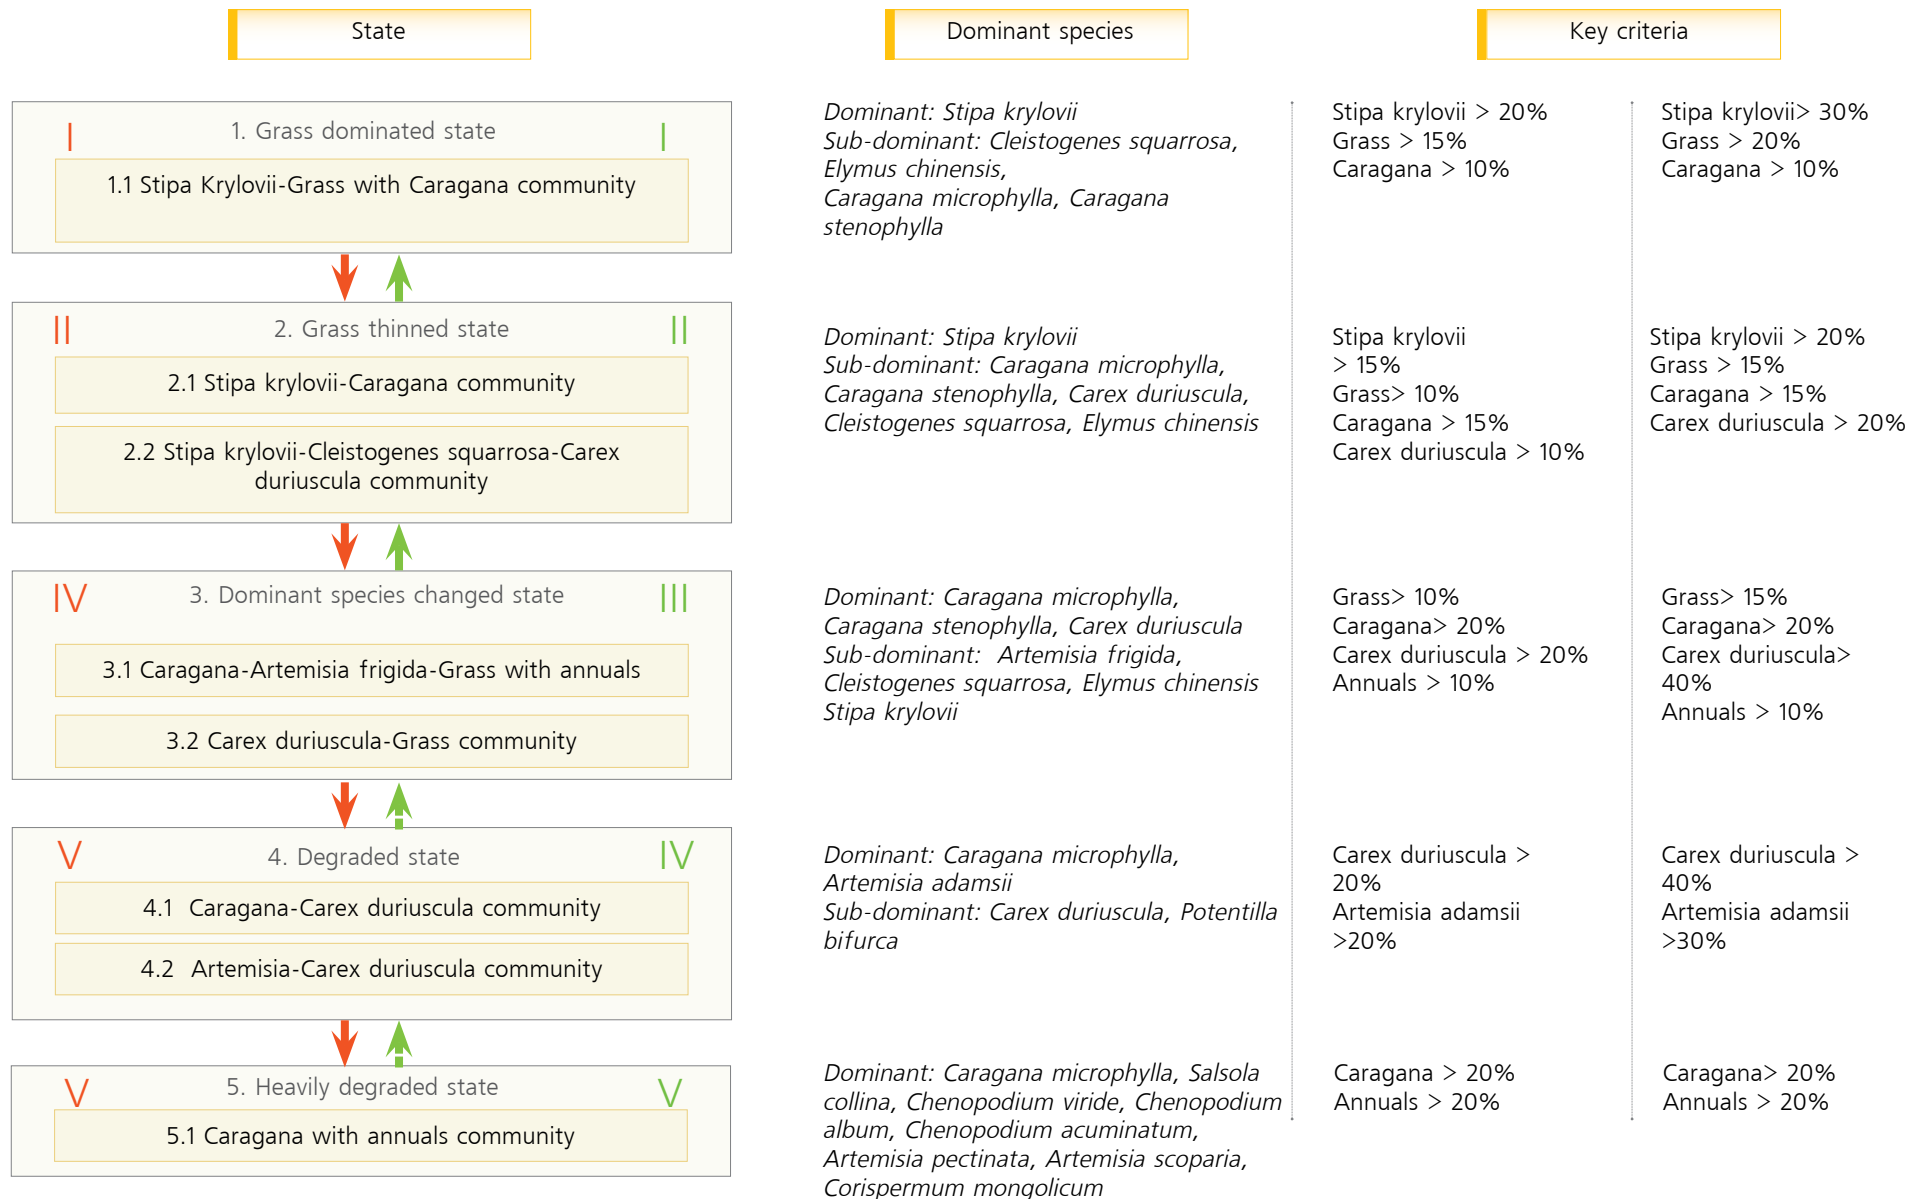 State
Dominant species
Key criteria
I
1. Grass dominated state
I
1.1 Stipa Krylovii-Grass with Caragana community
Dominant: Stipa krylovii
Sub-dominant: Cleistogenes squarrosa,
Elymus chinensis,
Caragana microphylla, Caragana
stenophylla
Stipa krylovii > 20%
Grass > 15%
Caragana > 10%
Stipa krylovii> 30%
Grass > 20%
Caragana > 10%
II
2. Grass thinned state
II
2.1 Stipa krylovii-Caragana community
2.2 Stipa krylovii-Cleistogenes squarrosa-Carex
duriuscula community
Dominant: Stipa krylovii
Sub-dominant: Caragana microphylla,
Caragana stenophylla, Carex duriuscula,
Cleistogenes squarrosa, Elymus chinensis
Stipa krylovii
> 15%
Grass> 10%
Caragana > 15%
Carex duriuscula > 10%
Stipa krylovii > 20%
Grass > 15%
Caragana > 15%
Carex duriuscula > 20%
IV
3. Dominant species changed state
III
3.1 Caragana-Artemisia frigida-Grass with annuals
3.2 Carex duriuscula-Grass community
Dominant: Caragana microphylla,
Caragana stenophylla, Carex duriuscula
Sub-dominant: Artemisia frigida,
Cleistogenes squarrosa, Elymus chinensis
Stipa krylovii
Grass> 10%
Caragana> 20%
Carex duriuscula > 20%
Annuals > 10%
Grass> 15%
Caragana> 20%
Carex duriuscula>
40%
Annuals > 10%
V
4. Degraded state
IV
4.1 Caragana-Carex duriuscula community
4.2 Artemisia-Carex duriuscula community
Dominant: Caragana microphylla,
Artemisia adamsii
Sub-dominant: Carex duriuscula, Potentilla
bifurca
Carex duriuscula >
20%
Artemisia adamsii
>20%
Carex duriuscula >
40%
Artemisia adamsii
>30%
V
5. Heavily degraded state
V
5.1 Caragana with annuals community
Dominant: Caragana microphylla, Salsola
collina, Chenopodium viride, Chenopodium
album, Chenopodium acuminatum,
Artemisia pectinata, Artemisia scoparia,
Corispermum mongolicum
Caragana > 20%
Annuals > 20%
Caragana> 20%
Annuals > 20%